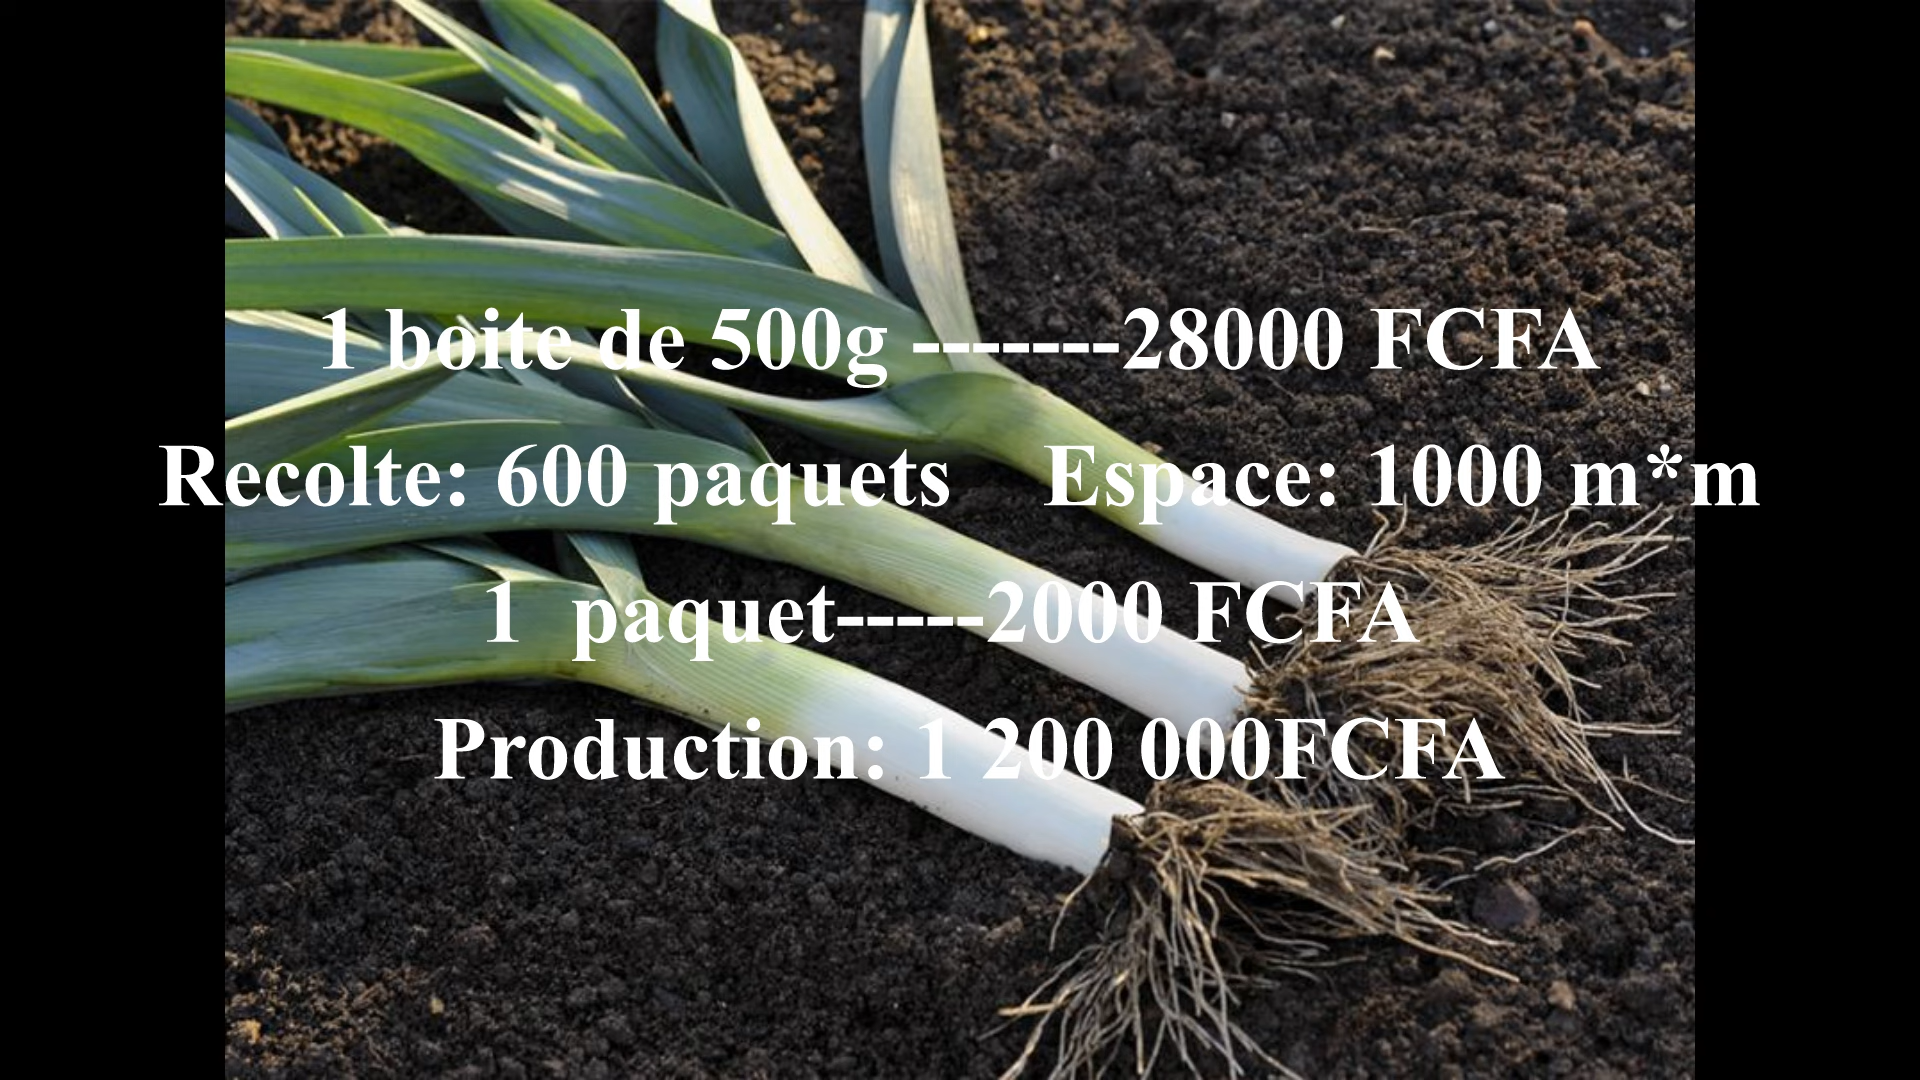 1 boite de 500g -------28000 FCFA
Recolte: 600 paquets Espace: 1000 m*m
1 paquet-----2000 FCFA
Production: 1 200 000FCFA